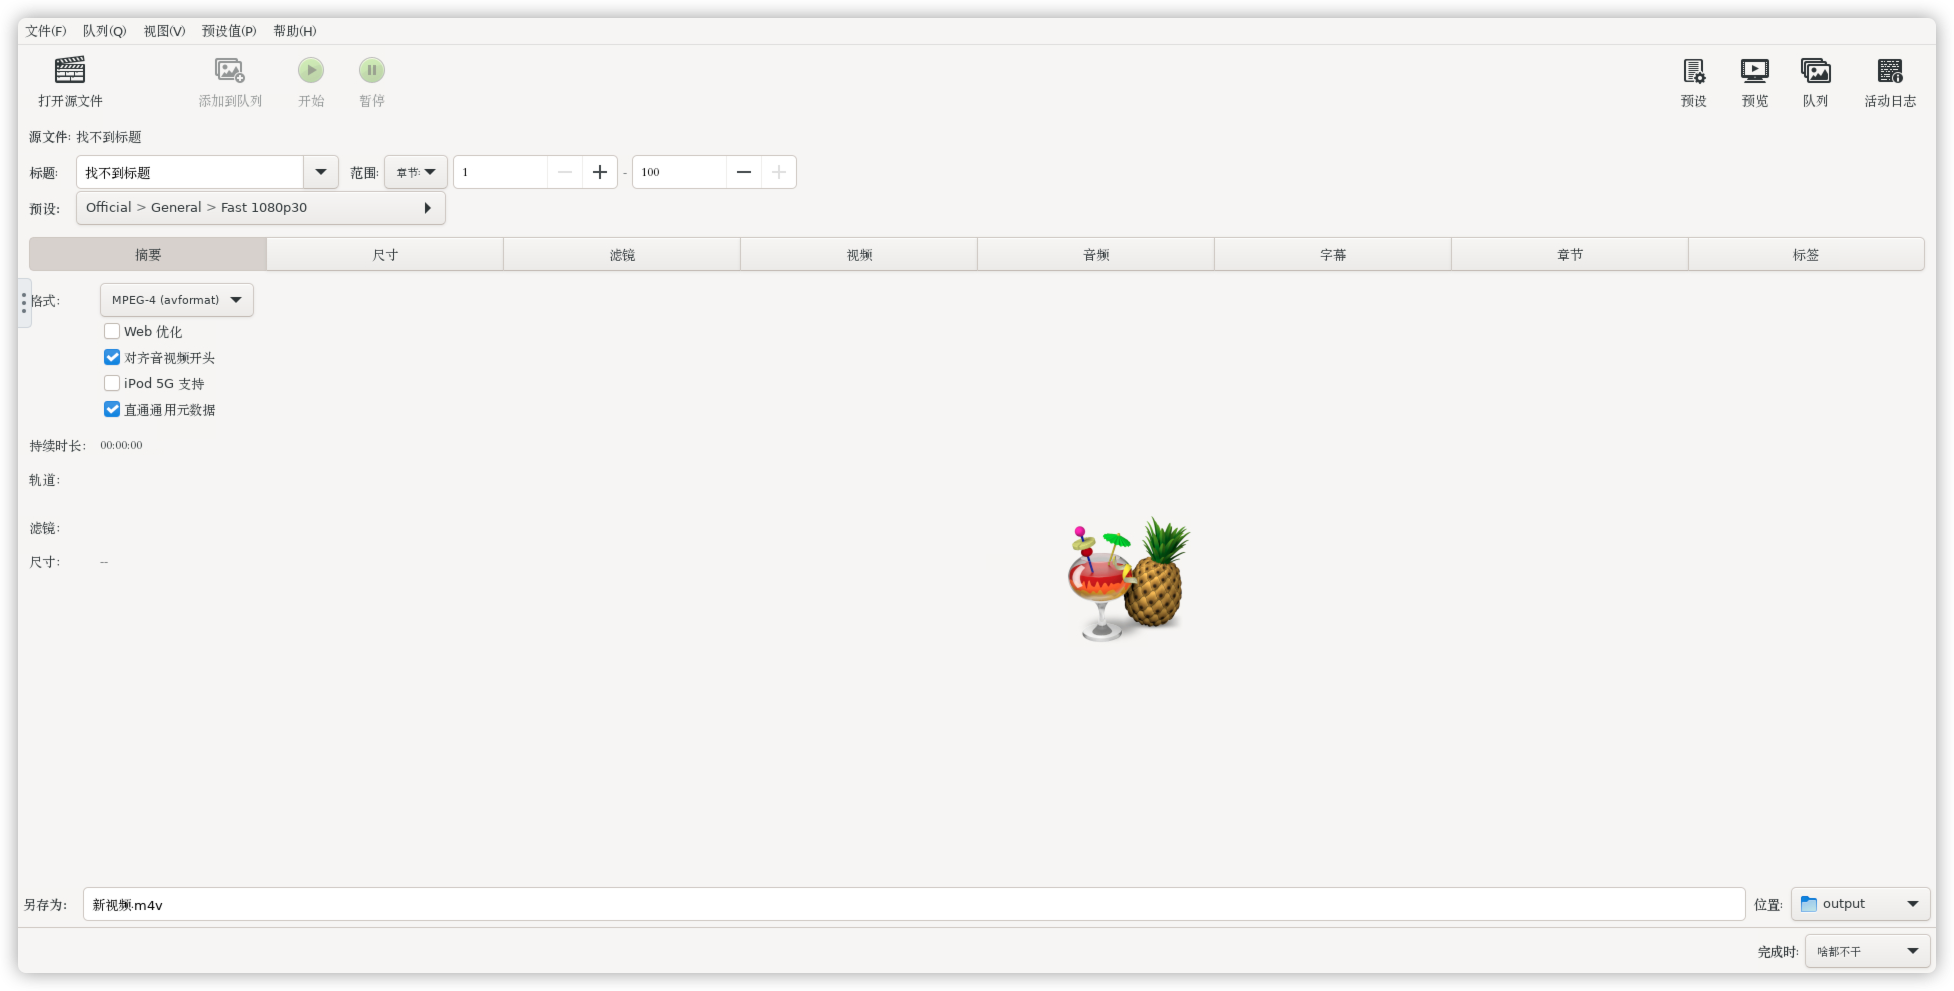 文件(F) 队列(Q) 视图(V) 预设值(P) 帮助(H)
打开源文件 添加到队列 开始 暂停 预设 预览 队列 活动日志
源文件: 找不到标题
标题: 找不到标题 范围: 章节: 1 - 100
预设: Official > General > Fast 1080p30
摘要 尺寸 滤镜 视频 音频 字幕 章节 标签
格式: MPEG-4 (avformat)
Web 优化
对齐音视频开头
iPod 5G 支持
直通通用元数据
持续时长: 00:00:00
轨道:
滤镜:
尺寸: --
另存为: 新视频.m4v 位置: output
完成时: 啥都不干